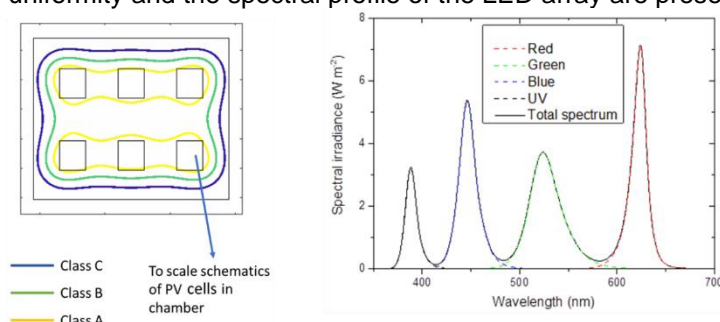 uniformity and the spectral profile of the LED array are prese
Class C
Class B
Class A
To scale schematics
of PV cells in
chamber
8
6
4
2
0
Spectral irradiance (W m⁻²)
Red
Green
Blue
UV
Total spectrum
400
500
600
700
Wavelength (nm)